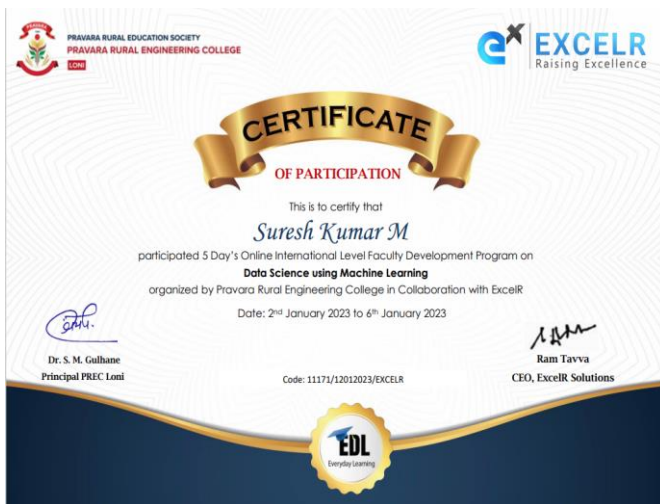 PRAVARA RURAL EDUCATION SOCIETY
PRAVARA RURAL ENGINEERING COLLEGE
LONI
eX EXCELR
Raising Excellence
CERTIFICATE
OF PARTICIPATION
This is to certify that
Suresh Kumar M
participated 5 Day's Online International Level Faculty Development Program on
Data Science using Machine Learning
organized by Pravara Rural Engineering College in Collaboration with ExcelR
Date: 2nd January 2023 to 6th January 2023
Dr. S. M. Gulhane
Principal PREC Loni
Code: 11171/12012023/EXCELR
Ram Tavva
CEO, ExcelR Solutions
EDL
Everyday Learning